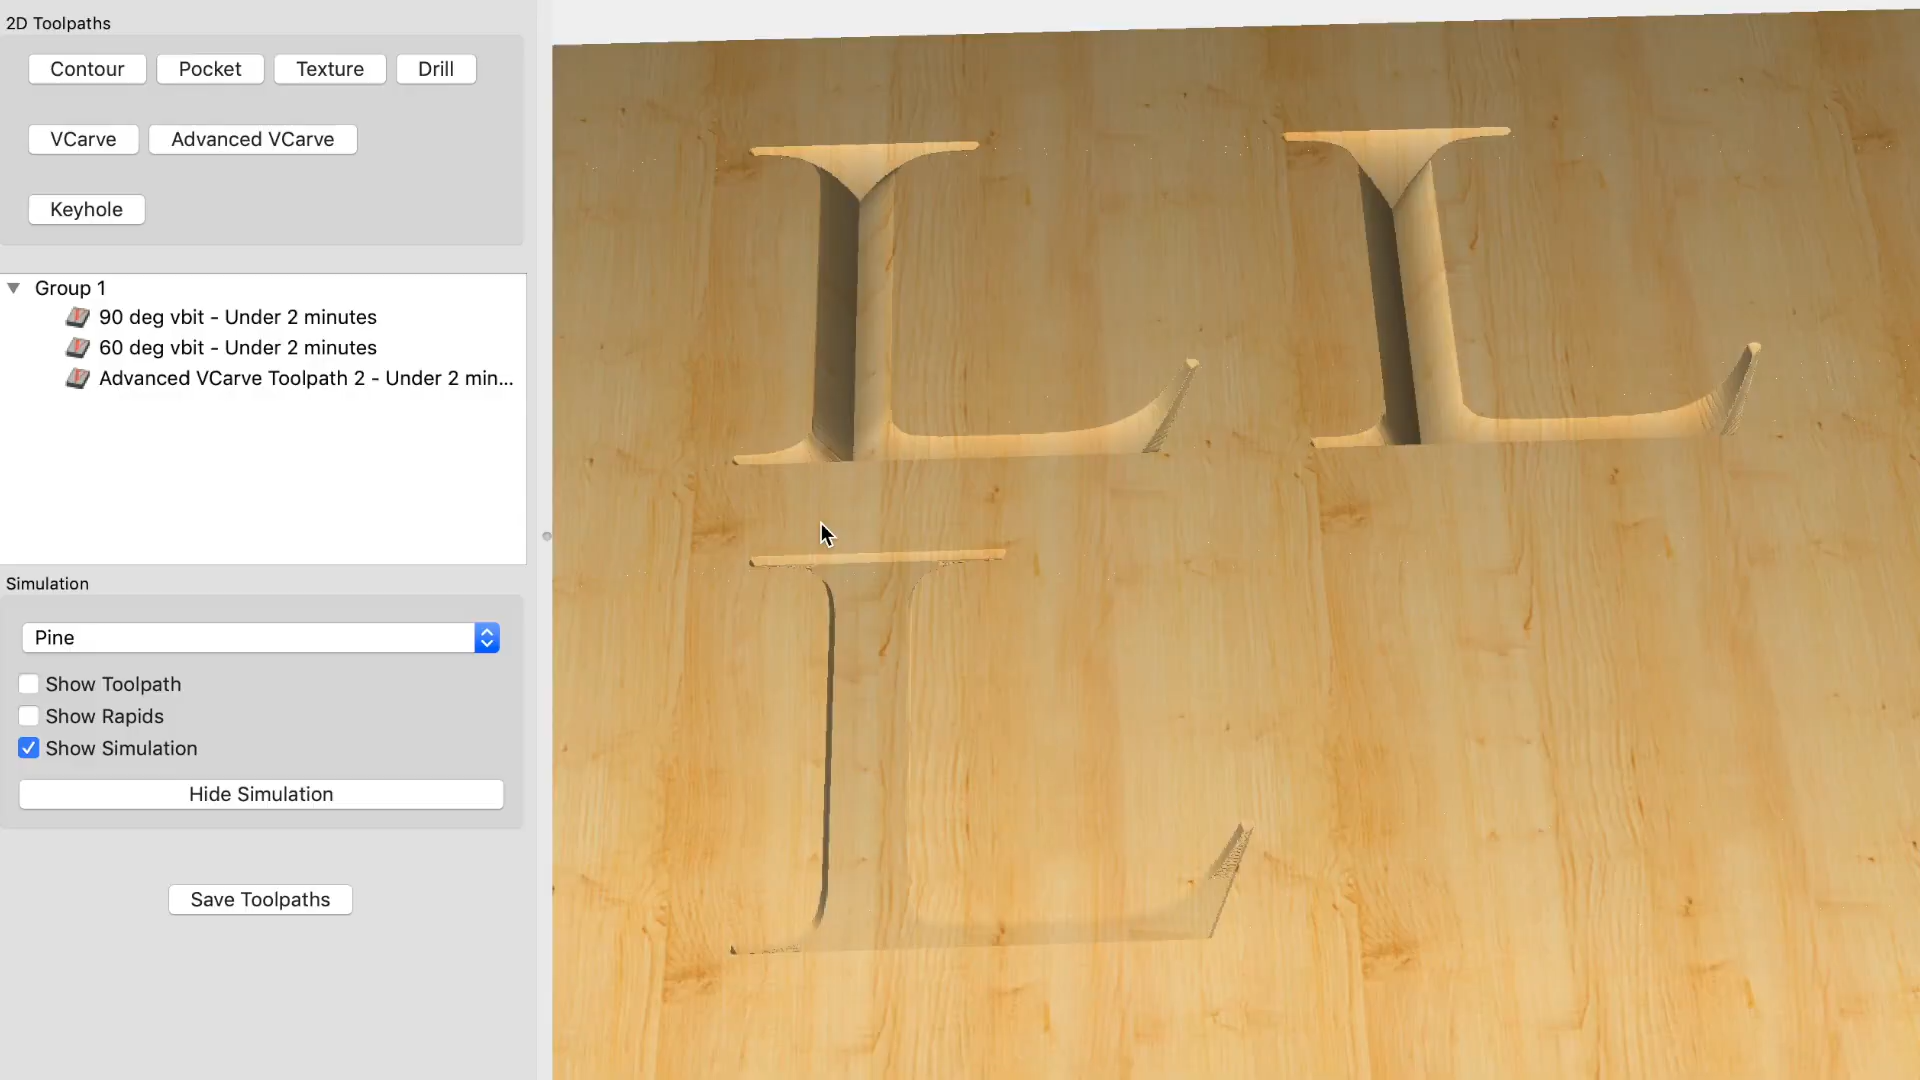 2D Toolpaths
Contour Pocket Texture Drill
VCarve Advanced VCarve
Keyhole
Group 1
90 deg vbit - Under 2 minutes
60 deg vbit - Under 2 minutes
Advanced VCarve Toolpath 2 - Under 2 min...
Simulation
Pine
Show Toolpath
Show Rapids
Show Simulation
Hide Simulation
Save Toolpaths
L L
L